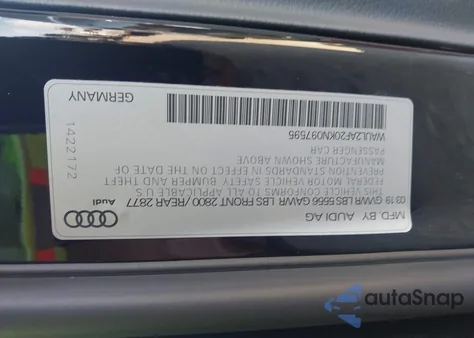 MFD. BY AUDI AG
03.19 GVWR LBS 5556 GAWR LBS FRONT 2800 / REAR 2877
THIS CONFORMS TO ALL APPLICABLE U.S.
FEDERAL MOTOR VEHICLE SAFETY BUMPER AND THEFT
PREVENTION STANDARDS IN EFFECT ON THE DATE OF
MANUFACTURE SHOWN ABOVE
PASSENGER CAR
WAUL2AF20KN097595
Audi
1422172
GERMANY
autoSnap